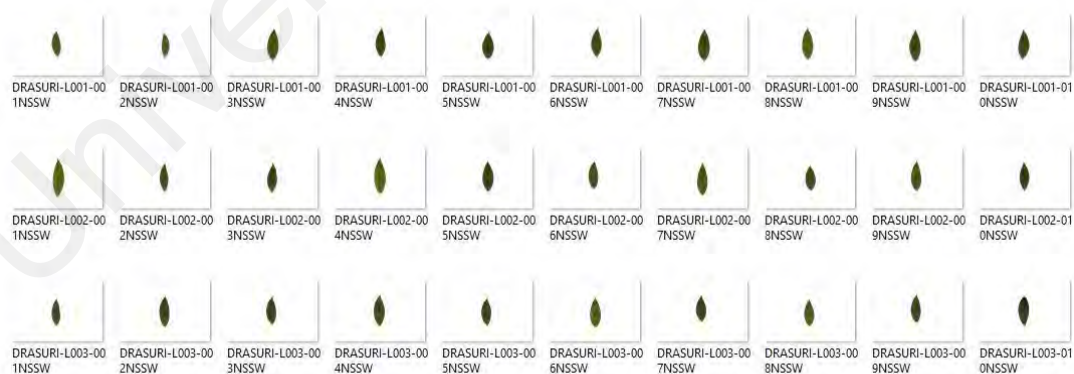 DRASURI-L001-00 DRASURI-L001-00 DRASURI-L001-00 DRASURI-L001-00 DRASURI-L001-00 DRASURI-L001-00 DRASURI-L001-00 DRASURI-L001-00 DRASURI-L001-00 DRASURI-L001-01
1NSSW 2NSSW 3NSSW 4NSSW 5NSSW 6NSSW 7NSSW 8NSSW 9NSSW 0NSSW
DRASURI-L002-00 DRASURI-L002-00 DRASURI-L002-00 DRASURI-L002-00 DRASURI-L002-00 DRASURI-L002-00 DRASURI-L002-00 DRASURI-L002-00 DRASURI-L002-00 DRASURI-L002-01
1NSSW 2NSSW 3NSSW 4NSSW 5NSSW 6NSSW 7NSSW 8NSSW 9NSSW 0NSSW
DRASURI-L003-00 DRASURI-L003-00 DRASURI-L003-00 DRASURI-L003-00 DRASURI-L003-00 DRASURI-L003-00 DRASURI-L003-00 DRASURI-L003-00 DRASURI-L003-00 DRASURI-L003-01
1NSSW 2NSSW 3NSSW 4NSSW 5NSSW 6NSSW 7NSSW 8NSSW 9NSSW 0NSSW
Unive